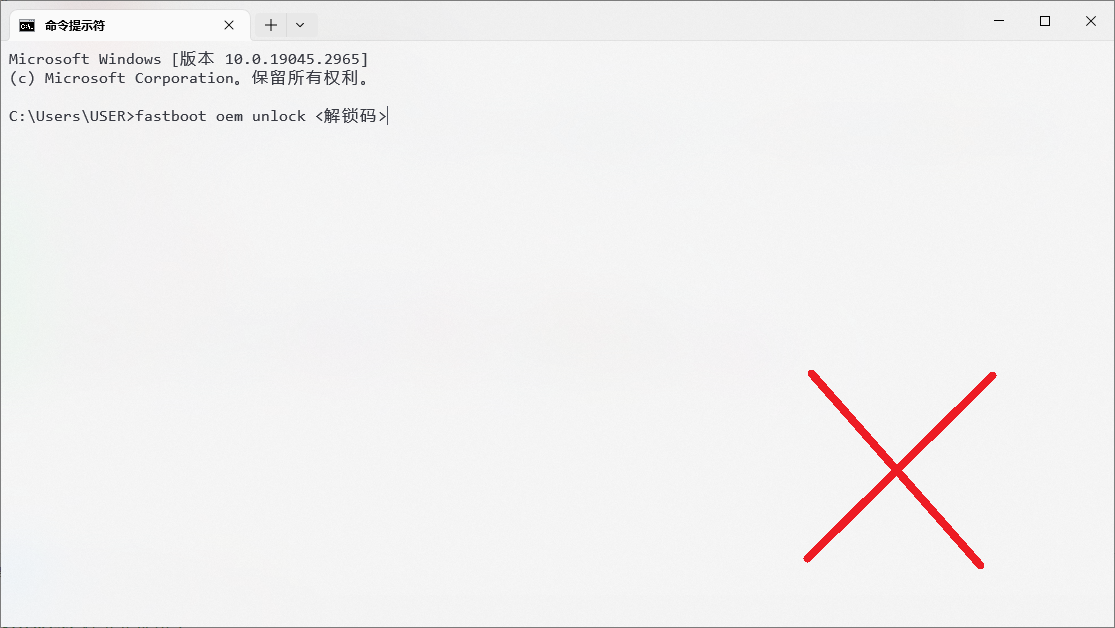 命令提示符
Microsoft Windows [版本 10.0.19045.2965]
(c) Microsoft Corporation。保留所有权利。
C:\Users\USER>fastboot oem unlock <解锁码>